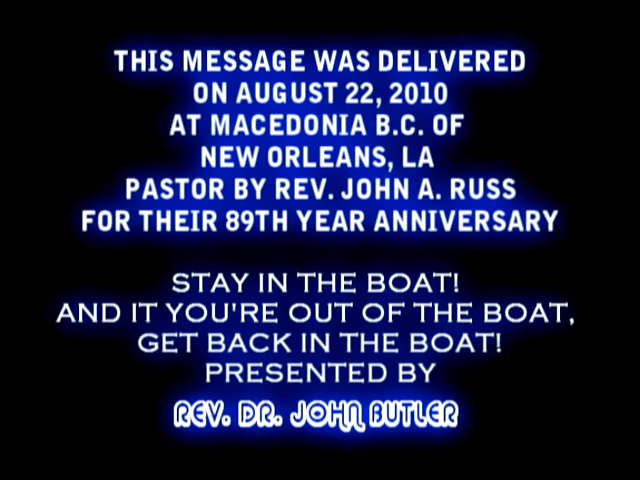 THIS MESSAGE WAS DELIVERED
ON AUGUST 22, 2010
AT MACEDONIA B.C. OF
NEW ORLEANS, LA
PASTOR BY REV. JOHN A. RUSS
FOR THEIR 89TH YEAR ANNIVERSARY
STAY IN THE BOAT!
AND IT YOU'RE OUT OF THE BOAT,
GET BACK IN THE BOAT!
PRESENTED BY
REV. DR. JOHN BUTLER